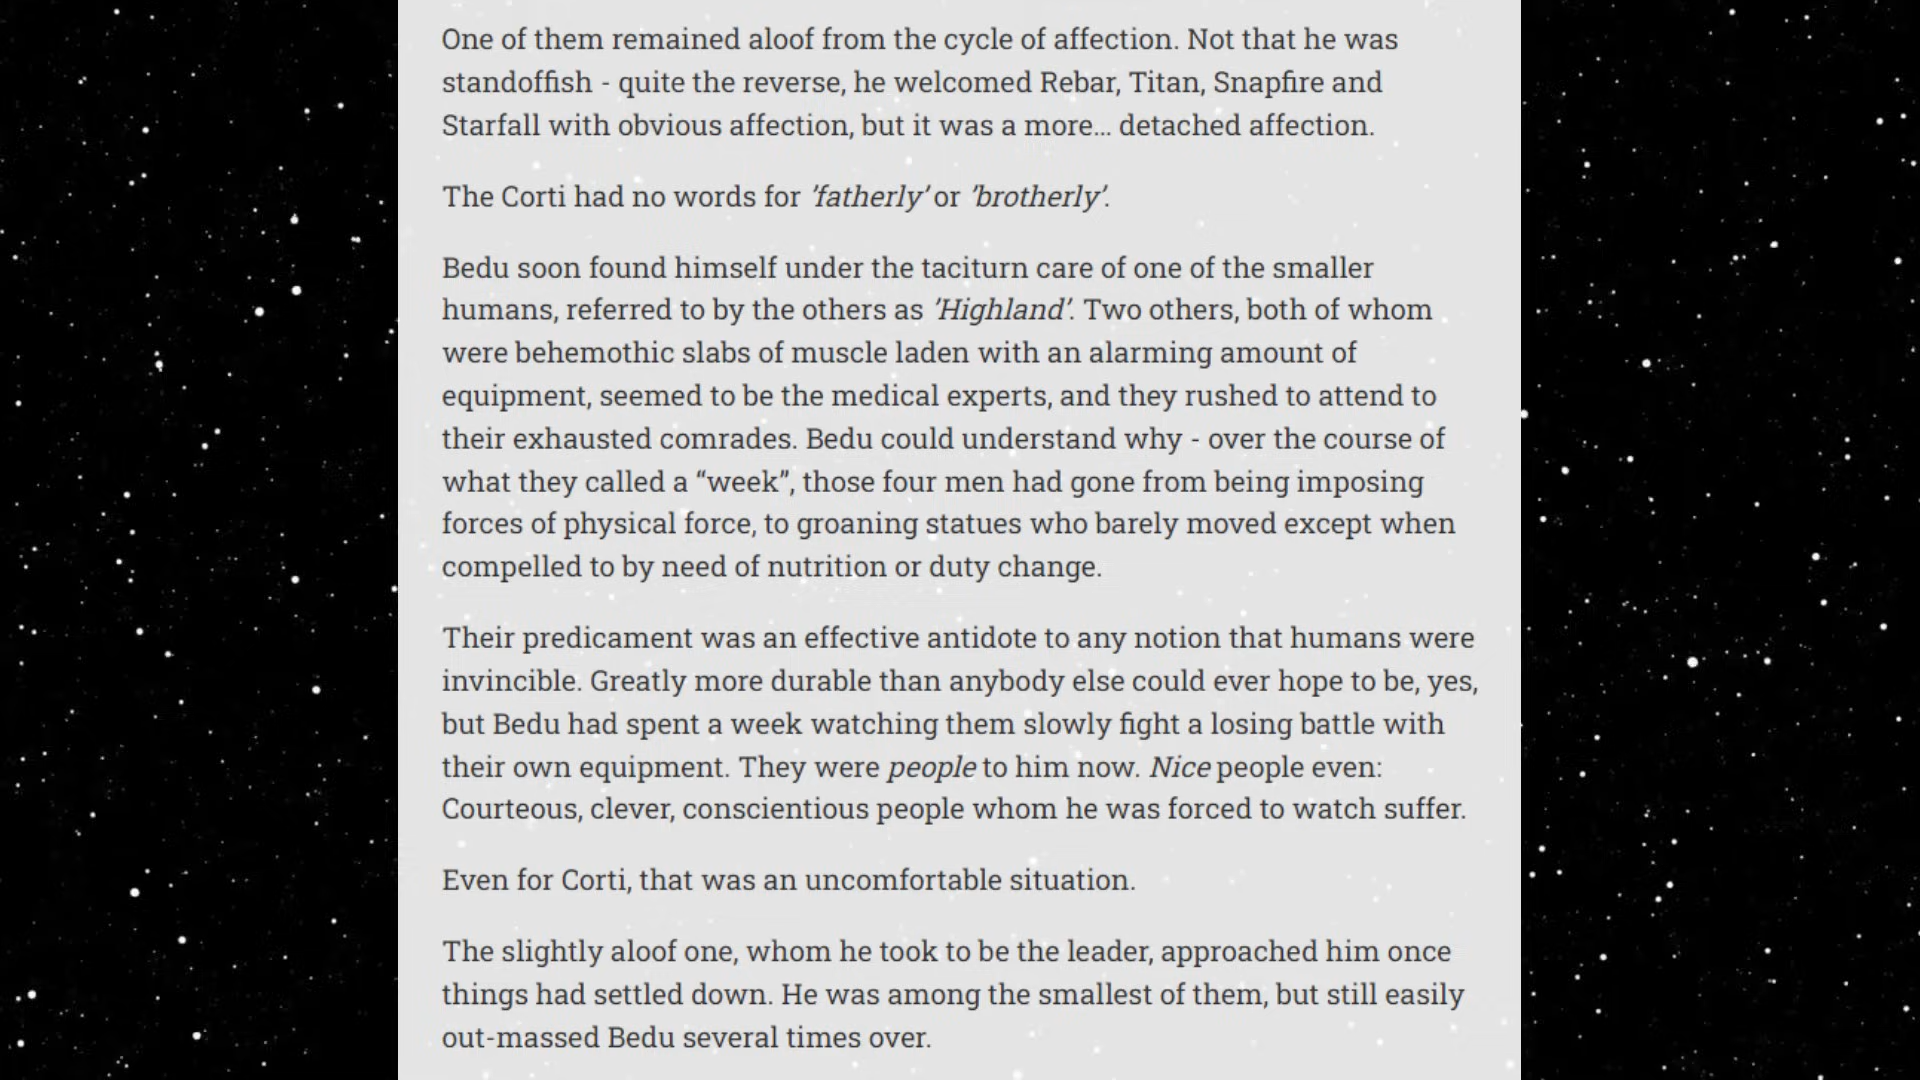 One of them remained aloof from the cycle of affection. Not that he was
standoffish - quite the reverse, he welcomed Rebar, Titan, Snapfire and
Starfall with obvious affection, but it was a more… detached affection.
The Corti had no words for ’fatherly’ or ’brotherly’.
Bedu soon found himself under the taciturn care of one of the smaller
humans, referred to by the others as ’Highland’. Two others, both of whom
were behemothic slabs of muscle laden with an alarming amount of
equipment, seemed to be the medical experts, and they rushed to attend to
their exhausted comrades. Bedu could understand why - over the course of
what they called a “week”, those four men had gone from being imposing
forces of physical force, to groaning statues who barely moved except when
compelled to by need of nutrition or duty change.
Their predicament was an effective antidote to any notion that humans were
invincible. Greatly more durable than anybody else could ever hope to be, yes,
but Bedu had spent a week watching them slowly fight a losing battle with
their own equipment. They were people to him now. Nice people even:
Courteous, clever, conscientious people whom he was forced to watch suffer.
Even for Corti, that was an uncomfortable situation.
The slightly aloof one, whom he took to be the leader, approached him once
things had settled down. He was among the smallest of them, but still easily
out-massed Bedu several times over.